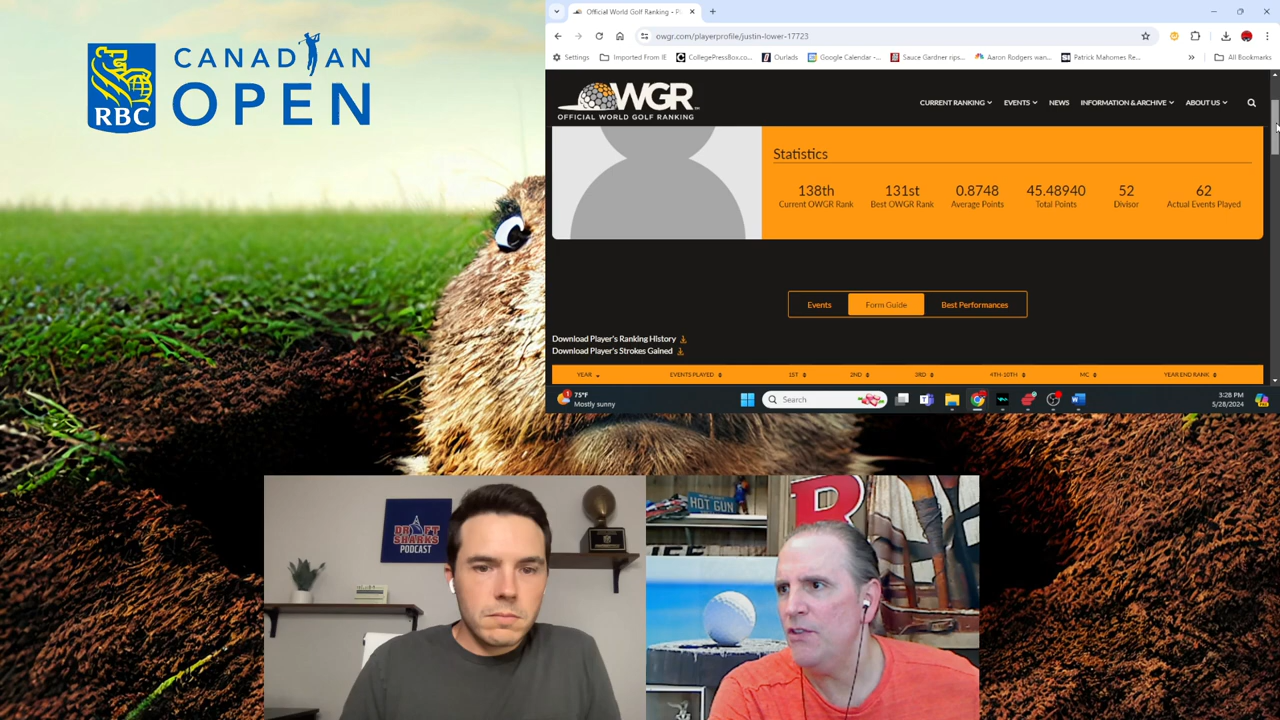 CANADIAN
OPEN
RBC
Official World Golf Ranking - P
owgr.com/playerprofile/justin-lower-17723
Settings
Imported From IE
CollegePressBox.co...
Ourlads
Google Calendar -...
Sauce Gardner rips...
Aaron Rodgers wan...
Patrick Mahomes Re...
»
All Bookmarks
OWGR
OFFICIAL WORLD GOLF RANKING
CURRENT RANKING
EVENTS
NEWS
INFORMATION & ARCHIVE
ABOUT US
Statistics
138th
131st
0.8748
45.48940
52
62
Current OWGR Rank
Best OWGR Rank
Average Points
Total Points
Divisor
Actual Events Played
Events
Form Guide
Best Performances
Download Player's Ranking History
Download Player's Strokes Gained
YEAR
EVENTS PLAYED
1ST
2ND
3RD
4TH-10TH
MC
YEAR END RANK
75°F
Mostly sunny
Search
3:28 PM
5/28/2024
DRAFT
SHARKS
PODCAST
HOT GUN
R